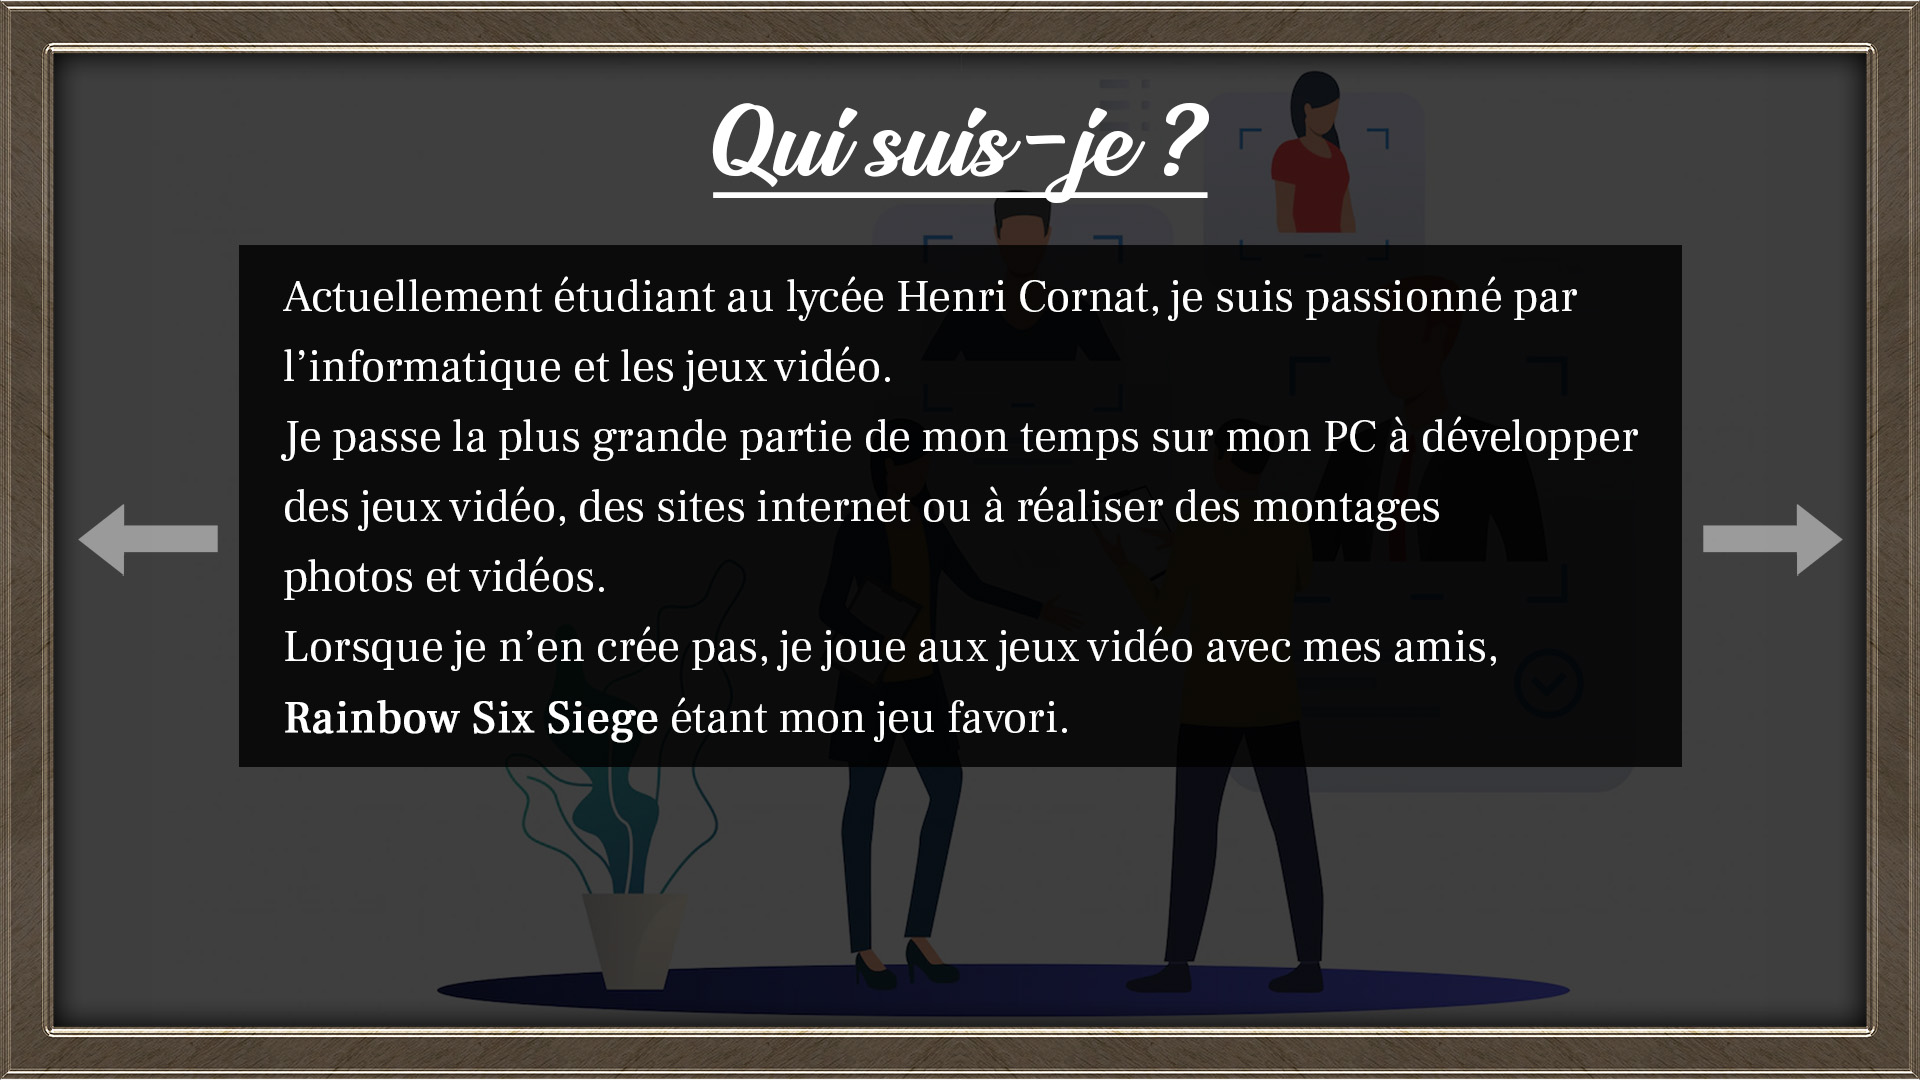 Qui suis-je ?
Actuellement étudiant au lycée Henri Cornat, je suis passionné par
l’informatique et les jeux vidéo.
Je passe la plus grande partie de mon temps sur mon PC à développer
des jeux vidéo, des sites internet ou à réaliser des montages
photos et vidéos.
Lorsque je n’en crée pas, je joue aux jeux vidéo avec mes amis,
Rainbow Six Siege étant mon jeu favori.